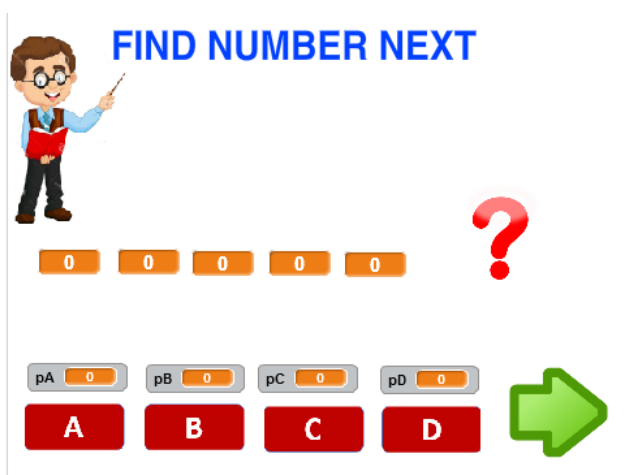 FIND NUMBER NEXT
?
0 0 0 0 0
pA 0 pB 0 pC 0 pD 0
A B C D